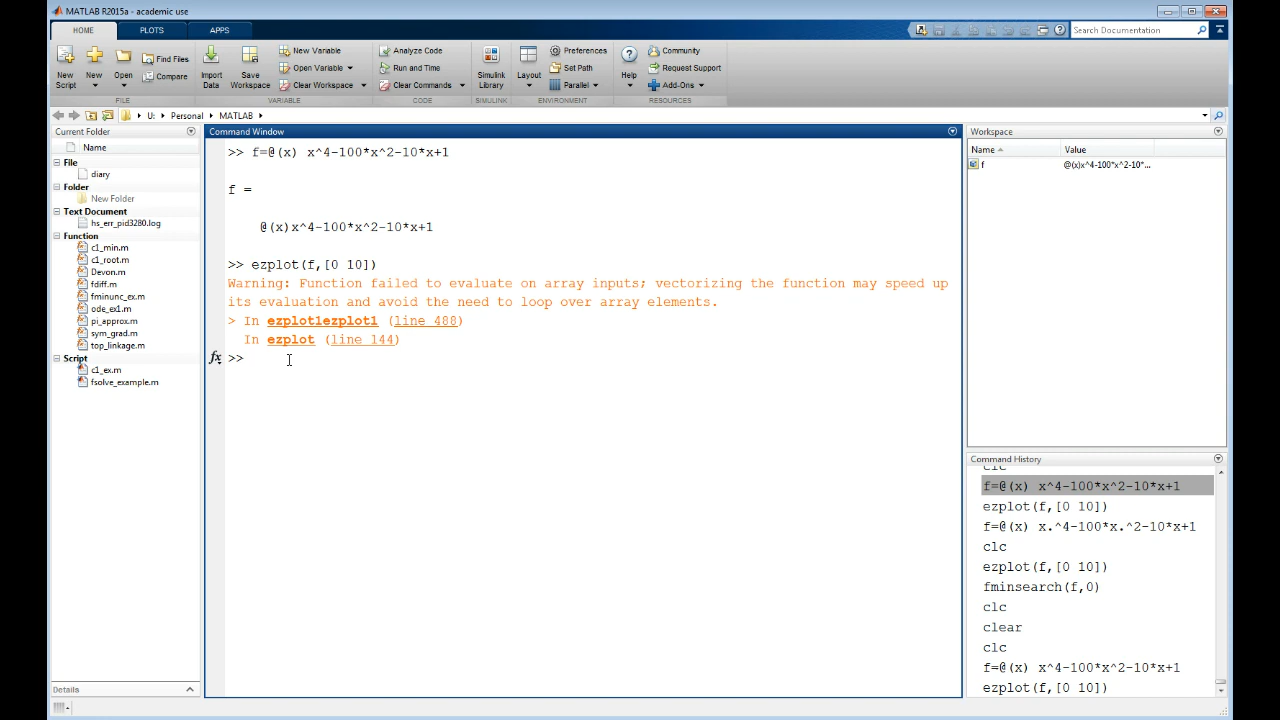 MATLAB R2015a - academic use
HOME PLOTS APPS
Search Documentation
New Script
New
Open
Find Files
Compare
Import Data
Save Workspace
New Variable
Open Variable
Clear Workspace
Analyze Code
Run and Time
Clear Commands
Simulink Library
Layout
Preferences
Set Path
Parallel
Help
Community
Request Support
Add-Ons
FILE VARIABLE CODE SIMULINK ENVIRONMENT RESOURCES
U: Personal MATLAB
Current Folder
Name
File
diary
Folder
New Folder
Text Document
hs_err_pid3280.log
Function
c1_min.m
c1_root.m
Devon.m
fdiff.m
fminunc_ex.m
ode_ex1.m
pi_approx.m
sym_grad.m
top_linkage.m
Script
c1_ex.m
fsolve_example.m
Details
Command Window
>> f=@(x) x^4-100*x^2-10*x+1
f =
@(x)x^4-100*x^2-10*x+1
>> ezplot(f,[0 10])
Warning: Function failed to evaluate on array inputs; vectorizing the function may speed up
its evaluation and avoid the need to loop over array elements.
> In ezplot1ezplot1 (line 488)
In ezplot (line 144)
fx >>
Workspace
Name Value
f @(x)x^4-100*x^2-10*...
Command History
clc
f=@(x) x^4-100*x^2-10*x+1
ezplot(f,[0 10])
f=@(x) x.^4-100*x.^2-10*x+1
clc
ezplot(f,[0 10])
fminsearch(f,0)
clc
clear
clc
f=@(x) x^4-100*x^2-10*x+1
ezplot(f,[0 10])